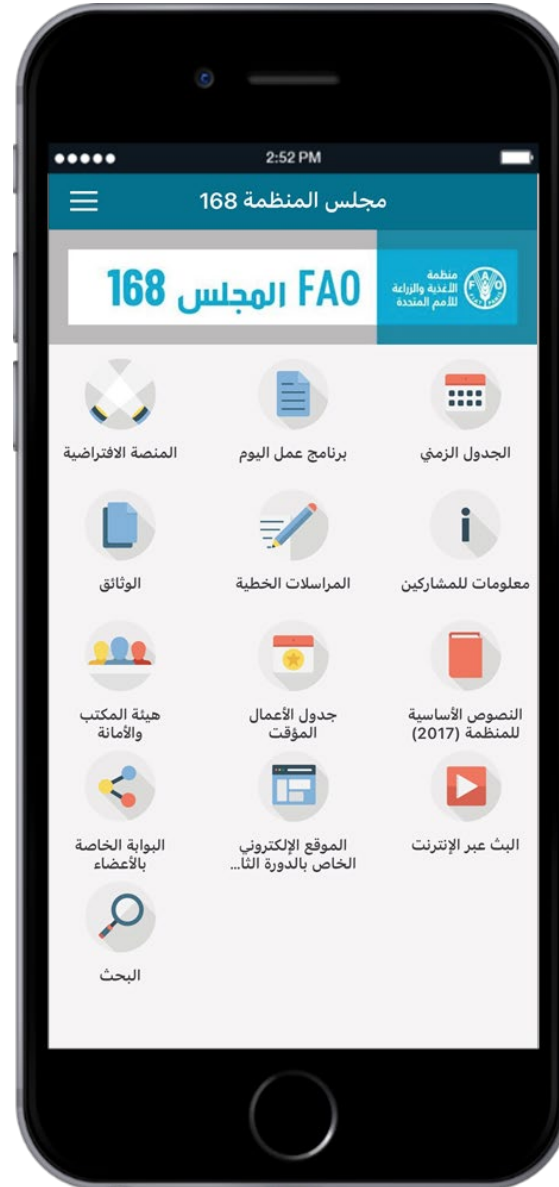 2:52 PM
مجلس المنظمة 168
منظمة
الأغذية والزراعة
للأمم المتحدة
FAO المجلس 168
الجدول الزمني
برنامج عمل اليوم
المنصة الافتراضية
معلومات للمشاركين
المراسلات الخطية
الوثائق
النصوص الأساسية
للمنظمة (2017)
جدول الأعمال
المؤقت
هيئة المكتب
والأمانة
البث عبر الإنترنت
الموقع الإلكتروني
الخاص بالدورة الثا...
البوابة الخاصة
بالأعضاء
البحث